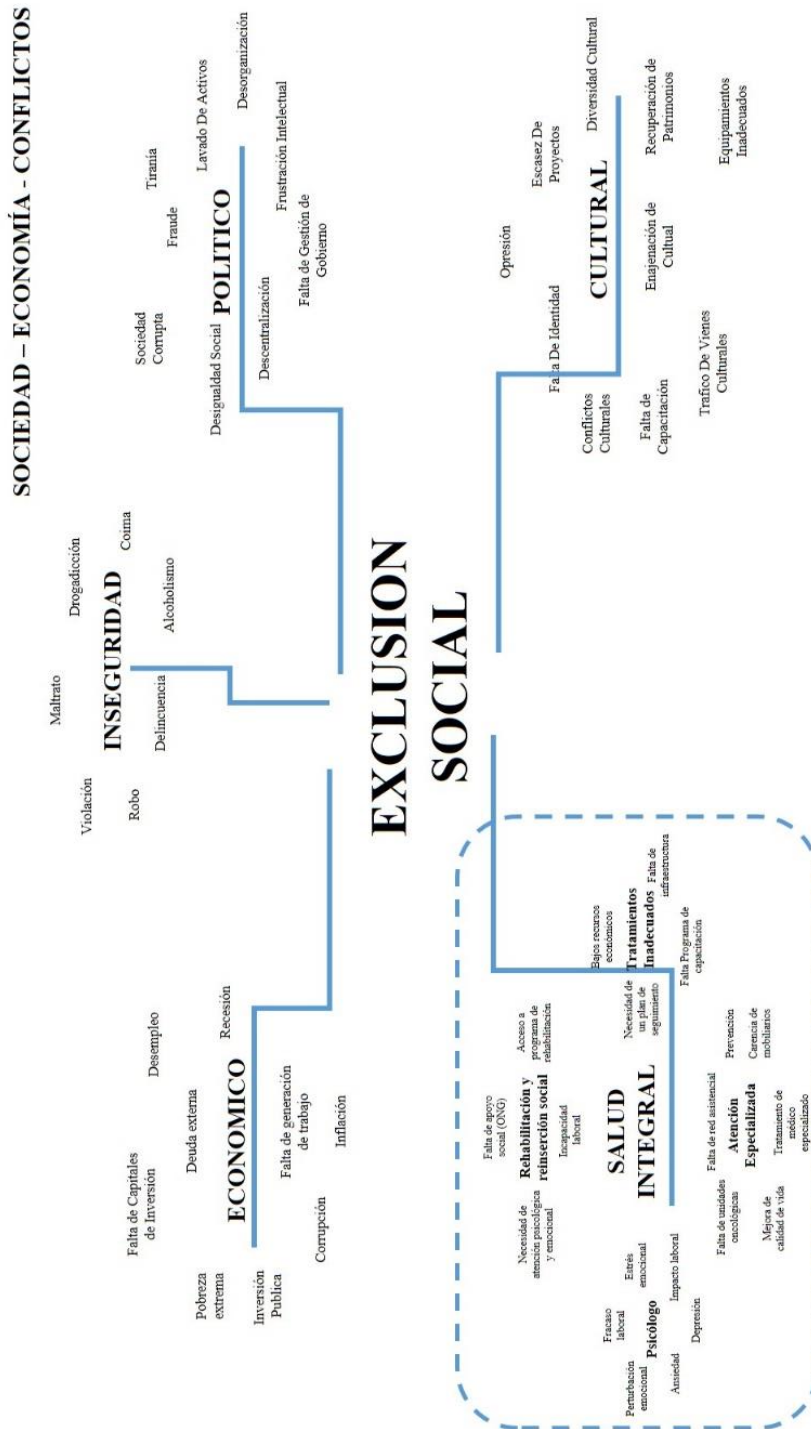 SOCIEDAD – ECONOMÍA - CONFLICTOS
Falta de Capitales
de Inversión
Desempleo
Deuda externa
Pobreza
extrema
Recesión
ECONOMICO
Inversión
Publica
Falta de generación
de trabajo
Corrupción
Inflación
Maltrato
Drogadicción
Violación
INSEGURIDAD
Coima
Robo
Delincuencia
Alcoholismo
Sociedad
Corrupta
Tiranía
Fraude
Lavado De Activos
Desigualdad Social
POLITICO
Desorganización
Descentralización
Frustración Intelectual
Falta de Gestión de
Gobierno
EXCLUSION
SOCIAL
Falta de apoyo
social (ONG)
Acceso a
programa de
rehabilitación
Necesidad de
atención psicológica
y emocional
Rehabilitación y
reinserción social
Incapacidad
laboral
Bajos recursos
económicos
Tratamientos
Inadecuados
Falta de
infraestructura
Necesidad de
un plan de
seguimiento
Falta Programa de
capacitación
SALUD
INTEGRAL
Fracaso
laboral
Estrés
emocional
Perturbación
emocional
Psicólogo
Impacto laboral
Ansiedad
Depresión
Falta de red asistencial
Prevención
Falta de unidades
oncológicas
Atención
Especializada
Carencia de
mobiliarios
Mejora de
calidad de vida
Tratamiento de
médico
especializado
Opresión
Escasez De
Proyectos
Falta De Identidad
Diversidad Cultural
Conflictos
Culturales
CULTURAL
Falta de
Capacitación
Enajenación de
Cultual
Recuperación de
Patrimonios
Trafico De Vienes
Culturales
Equipamientos
Inadecuados